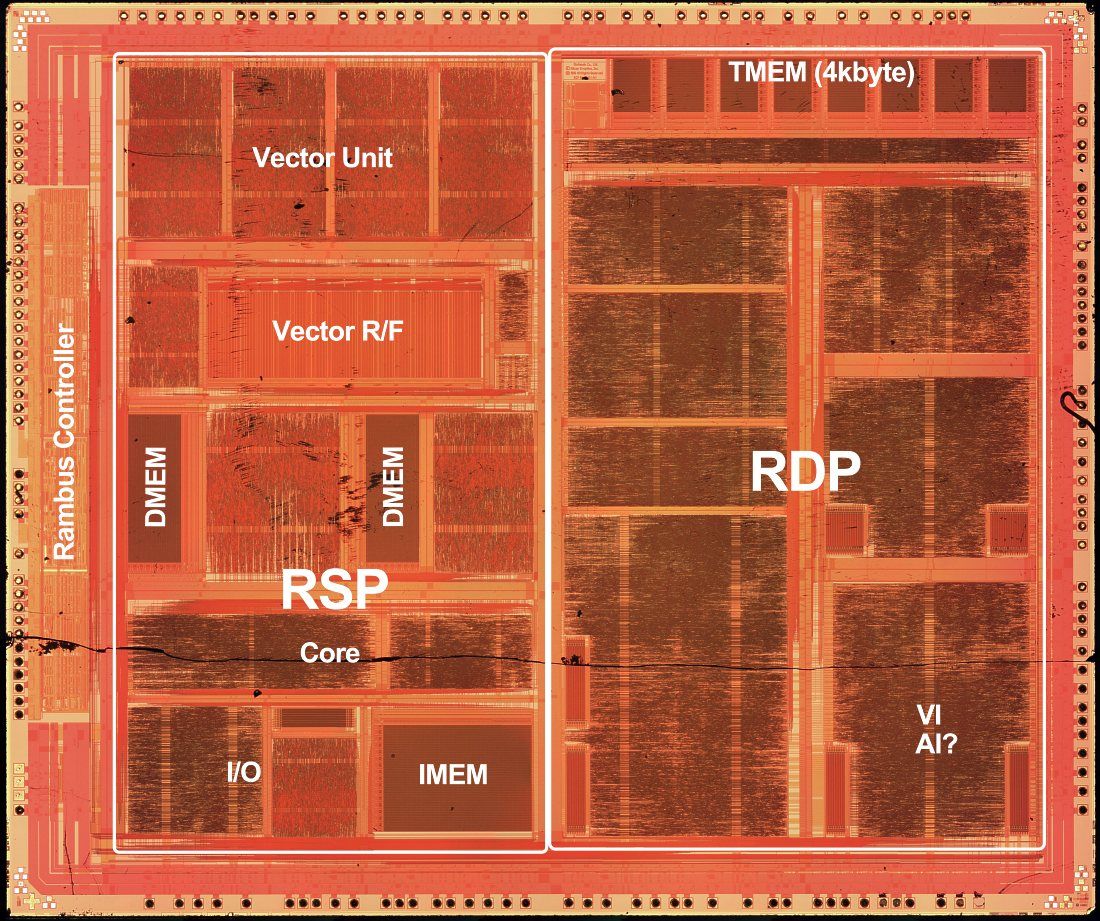 TMEM (4kbyte)
Vector Unit
Vector R/F
Rambus Controller
DMEM
DMEM
RDP
RSP
Core
VI
AI?
I/O
IMEM